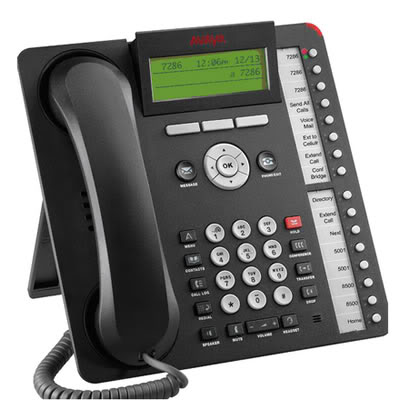 AVAYA
7286 12:06pm 12/13
a 7286
7286
7286
7286
Send All
Calls
Voice
Mail
Ext to
Cellular
Extend
Call
Conf
Bridge
Directory
Extend
Call
Next
5001
5001
8500
8500
Home
OK
MESSAGE
PHONE/EXIT
MENU
CONTACTS
CALL LOG
REDIAL
1
2 ABC
3 DEF
4 GHI
5 JKL
6 MNO
7 PQRS
8 TUV
9 WXYZ
*
0
#
HOLD
CONFERENCE
TRANSFER
DROP
SPEAKER
MUTE
- VOLUME +
HEADSET